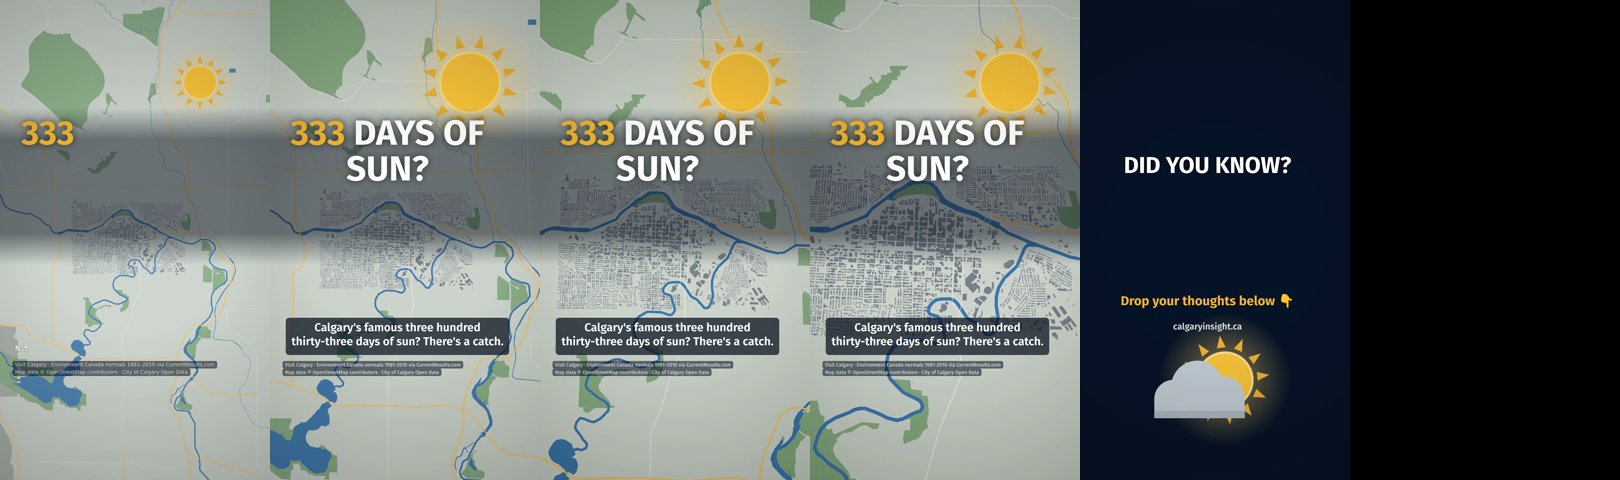 333
N ↑
Visit Calgary · Environment Canada normals 1981–2010 via CurrentResults.com
Map data © OpenStreetMap contributors · City of Calgary Open Data
333 DAYS OF
SUN?
Calgary's famous three hundred
thirty-three days of sun? There's a catch.
Visit Calgary · Environment Canada normals 1981–2010 via CurrentResults.com
Map data © OpenStreetMap contributors · City of Calgary Open Data
333 DAYS OF
SUN?
Calgary's famous three hundred
thirty-three days of sun? There's a catch.
Visit Calgary · Environment Canada normals 1981–2010 via CurrentResults.com
Map data © OpenStreetMap contributors · City of Calgary Open Data
333 DAYS OF
SUN?
Calgary's famous three hundred
thirty-three days of sun? There's a catch.
Visit Calgary · Environment Canada normals 1981–2010 via CurrentResults.com
Map data © OpenStreetMap contributors · City of Calgary Open Data
DID YOU KNOW?
Drop your thoughts below 👇
calgaryinsight.ca